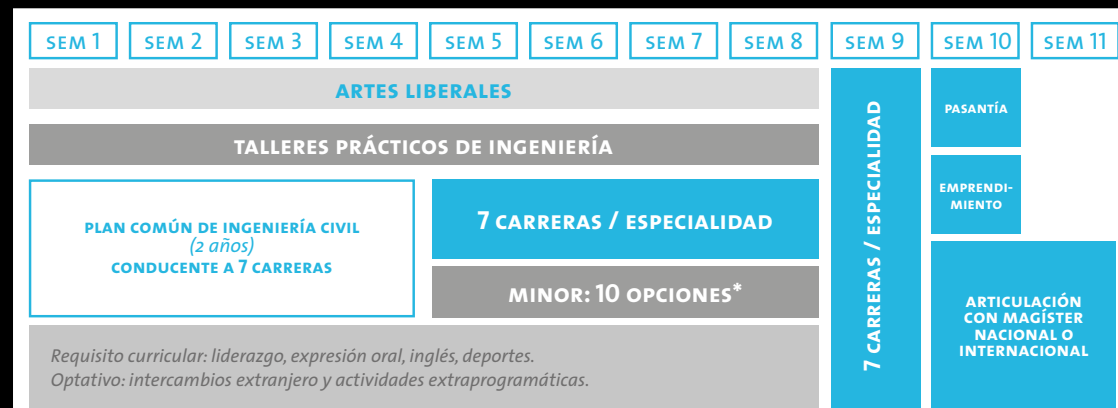 SEM 1
SEM 2
SEM 3
SEM 4
SEM 5
SEM 6
SEM 7
SEM 8
SEM 9
SEM 10
SEM 11
ARTES LIBERALES
TALLERES PRÁCTICOS DE INGENIERÍA
PLAN COMÚN DE INGENIERÍA CIVIL
(2 años)
CONDUCENTE A 7 CARRERAS
7 CARRERAS / ESPECIALIDAD
MINOR: 10 OPCIONES*
Requisito curricular: liderazgo, expresión oral, inglés, deportes.
Optativo: intercambios extranjero y actividades extraprogramáticas.
7 CARRERAS / ESPECIALIDAD
PASANTÍA
EMPRENDI-
MIENTO
ARTICULACIÓN
CON MAGÍSTER
NACIONAL O
INTERNACIONAL